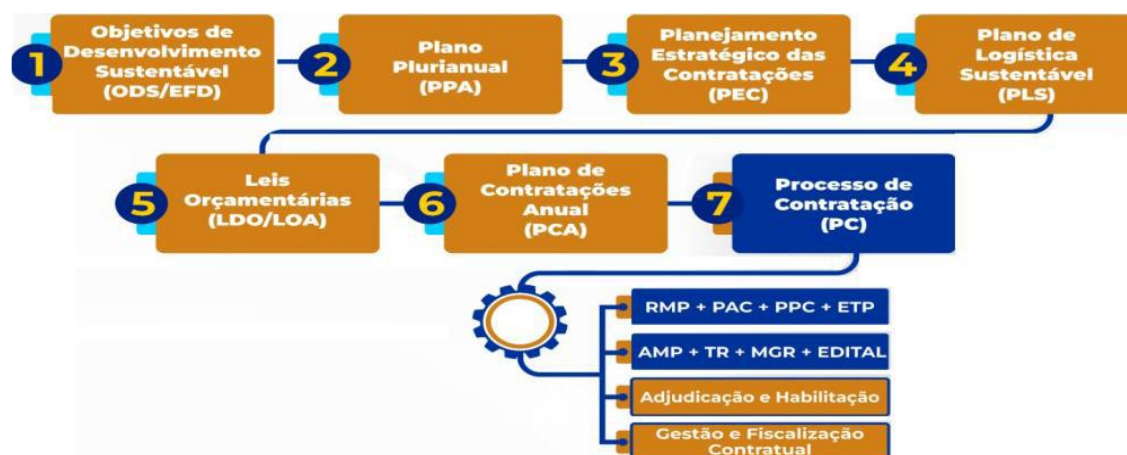 1
Objetivos de
Desenvolvimento
Sustentável
(ODS/EFD)
2
Plano
Plurianual
(PPA)
3
Planejamento
Estratégico das
Contratações
(PEC)
4
Plano de
Logística
Sustentável
(PLS)
5
Leis
Orçamentárias
(LDO/LOA)
6
Plano de
Contratações
Anual
(PCA)
7
Processo de
Contratação
(PC)
RMP + PAC + PPC + ETP
AMP + TR + MGR + EDITAL
Adjudicação e Habilitação
Gestão e Fiscalização
Contratual